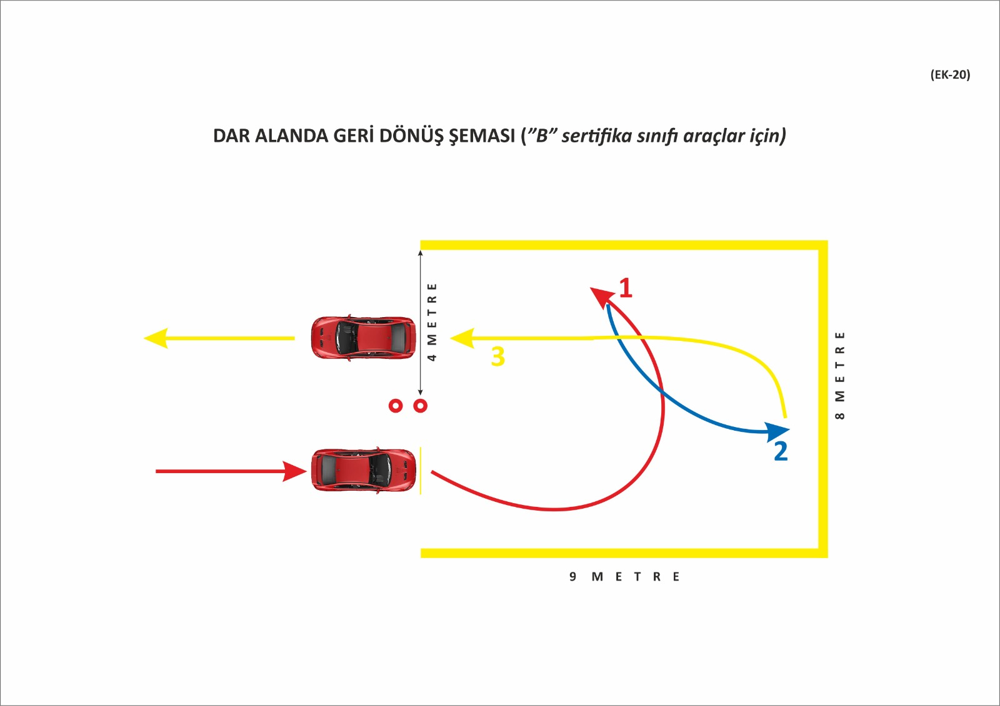 (EK-20)
DAR ALANDA GERİ DÖNÜŞ ŞEMASI (”B” sertifika sınıfı araçlar için)
4 METRE
1
3
2
8 METRE
9 METRE